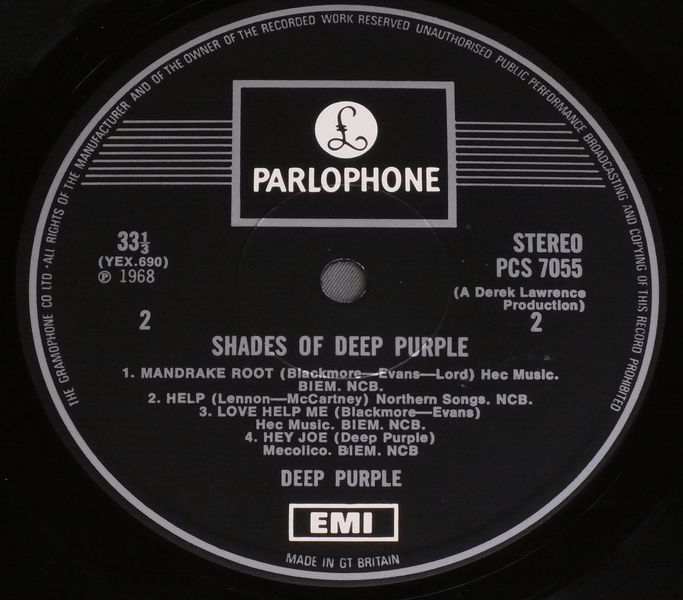 THE GRAMOPHONE CO LTD · ALL RIGHTS OF THE MANUFACTURER AND OF THE OWNER OF THE RECORDED WORK RESERVED UNAUTHORISED PUBLIC PERFORMANCE BROADCASTING AND COPYING OF THIS RECORD PROHIBITED
£
PARLOPHONE
33⅓
(YEX.690)
℗ 1968
2
STEREO
PCS 7055
(A Derek Lawrence
Production)
2
SHADES OF DEEP PURPLE
1. MANDRAKE ROOT (Blackmore—Evans—Lord) Hec Music.
BIEM. NCB.
2. HELP (Lennon—McCartney) Northern Songs. NCB.
3. LOVE HELP ME (Blackmore—Evans)
Hec Music. BIEM. NCB.
4. HEY JOE (Deep Purple)
Mecolico. BIEM. NCB
DEEP PURPLE
EMI
MADE IN GT BRITAIN